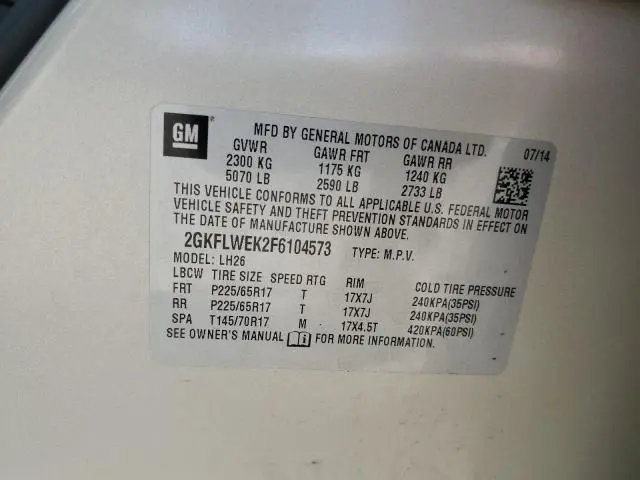 GM ® MFD BY GENERAL MOTORS OF CANADA LTD. 07/14
GVWR GAWR FRT GAWR RR
2300 KG 1175 KG 1240 KG
5070 LB 2590 LB 2733 LB
THIS VEHICLE CONFORMS TO ALL APPLICABLE U.S. FEDERAL MOTOR
VEHICLE SAFETY AND THEFT PREVENTION STANDARDS IN EFFECT ON
THE DATE OF MANUFACTURE SHOWN ABOVE.
2GKFLWEK2F6104573 TYPE: M.P.V.
MODEL: LH26
LBCW TIRE SIZE SPEED RTG RIM COLD TIRE PRESSURE
FRT P225/65R17 T 17X7J 240KPA(35PSI)
RR P225/65R17 T 17X7J 240KPA(35PSI)
SPA T145/70R17 M 17X4.5T 420KPA(60PSI)
SEE OWNER'S MANUAL FOR MORE INFORMATION.